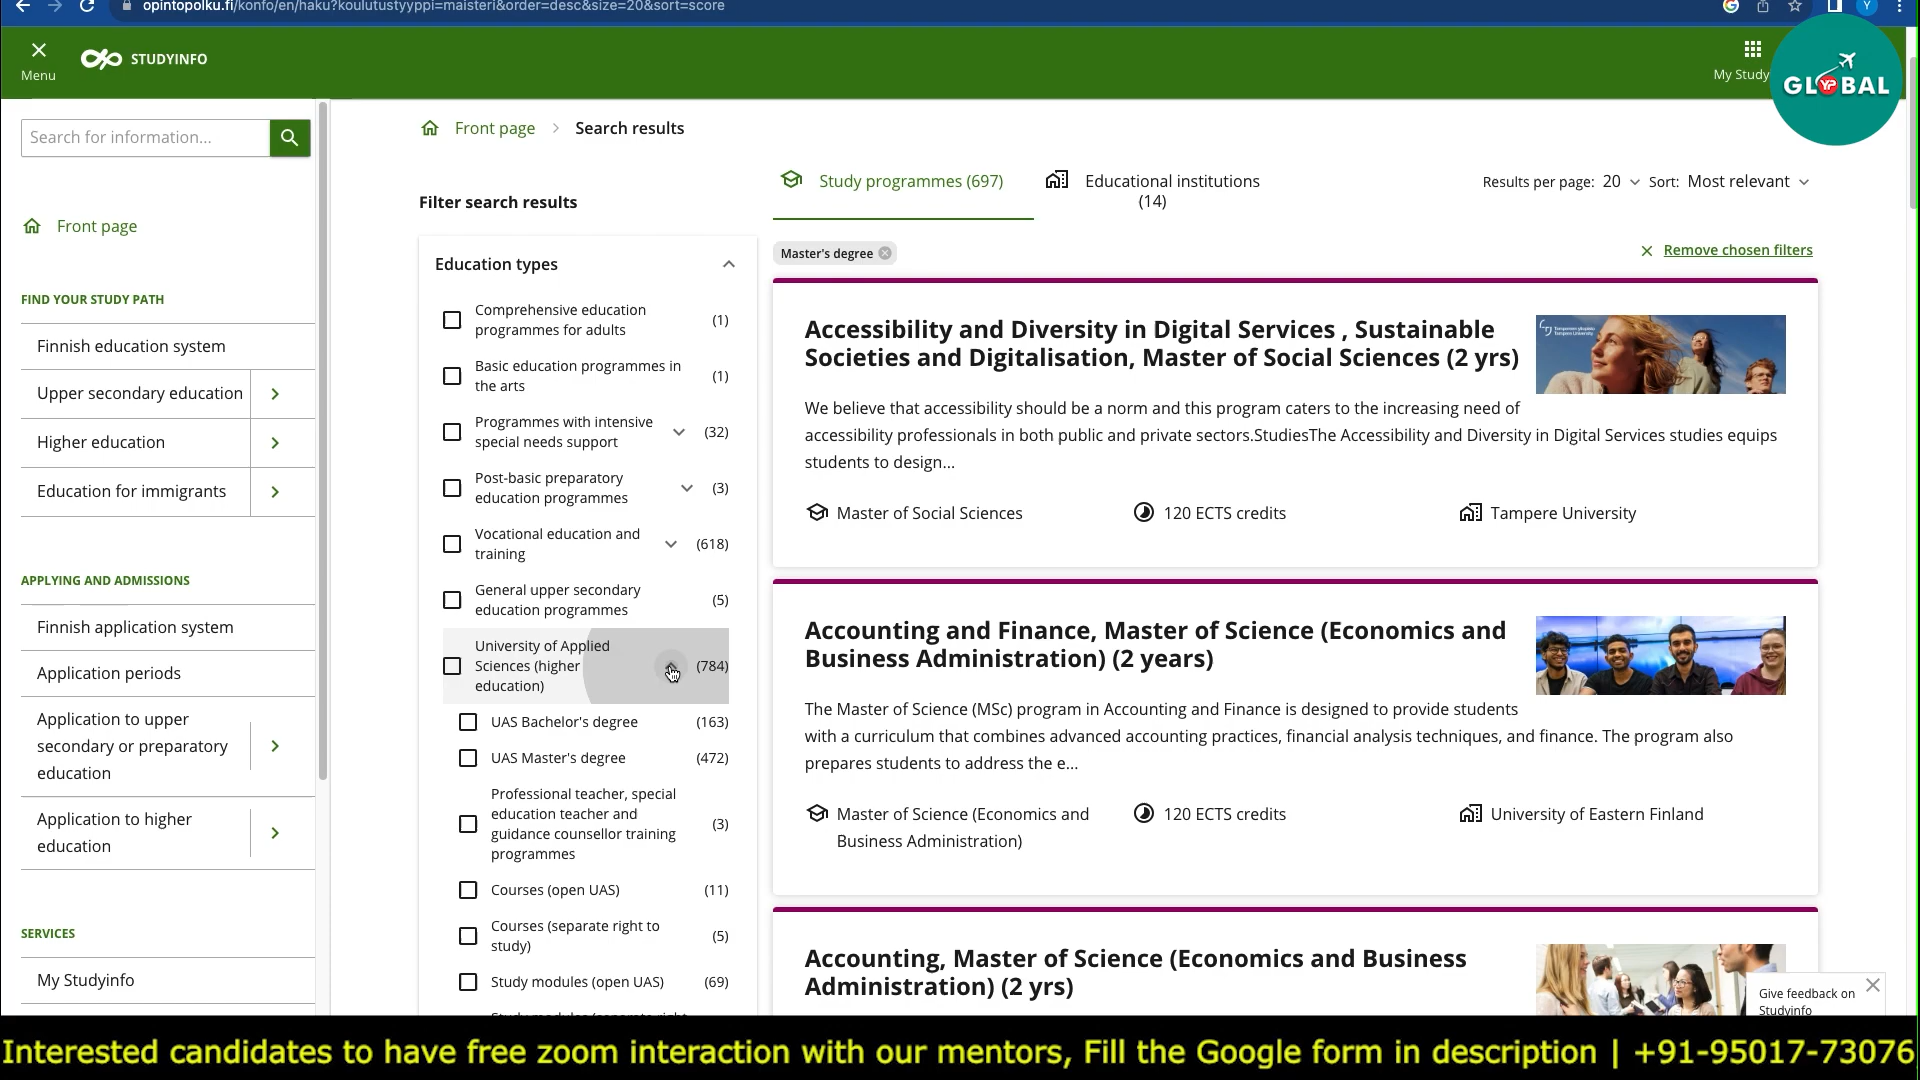 opintopolku.fi/konfo/en/haku?koulutustyyppi=maisteri&order=desc&size=20&sort=score
Y
Menu
STUDYINFO
My Study
GLOBAL
YP
Search for information...
Front page
FIND YOUR STUDY PATH
Finnish education system
Upper secondary education
Higher education
Education for immigrants
APPLYING AND ADMISSIONS
Finnish application system
Application periods
Application to upper
secondary or preparatory
education
Application to higher
education
SERVICES
My Studyinfo
Front page
Search results
Filter search results
Education types
Comprehensive education
programmes for adults
(1)
Basic education programmes in
the arts
(1)
Programmes with intensive
special needs support
(32)
Post-basic preparatory
education programmes
(3)
Vocational education and
training
(618)
General upper secondary
education programmes
(5)
University of Applied
Sciences (higher
education)
(784)
UAS Bachelor's degree (163)
UAS Master's degree (472)
Professional teacher, special
education teacher and
guidance counsellor training
programmes
(3)
Courses (open UAS) (11)
Courses (separate right to
study)
(5)
Study modules (open UAS) (69)
Study programmes (697)
Educational institutions
(14)
Results per page: 20 Sort: Most relevant
Master's degree
Remove chosen filters
Accessibility and Diversity in Digital Services , Sustainable
Societies and Digitalisation, Master of Social Sciences (2 yrs)
We believe that accessibility should be a norm and this program caters to the increasing need of
accessibility professionals in both public and private sectors.StudiesThe Accessibility and Diversity in Digital Services studies equips
students to design...
Master of Social Sciences
120 ECTS credits
Tampere University
Accounting and Finance, Master of Science (Economics and
Business Administration) (2 years)
The Master of Science (MSc) program in Accounting and Finance is designed to provide students
with a curriculum that combines advanced accounting practices, financial analysis techniques, and finance. The program also
prepares students to address the e...
Master of Science (Economics and
Business Administration)
120 ECTS credits
University of Eastern Finland
Accounting, Master of Science (Economics and Business
Administration) (2 yrs)
Give feedback on
Studyinfo
Interested candidates to have free zoom interaction with our mentors, Fill the Google form in description | +91-95017-73076